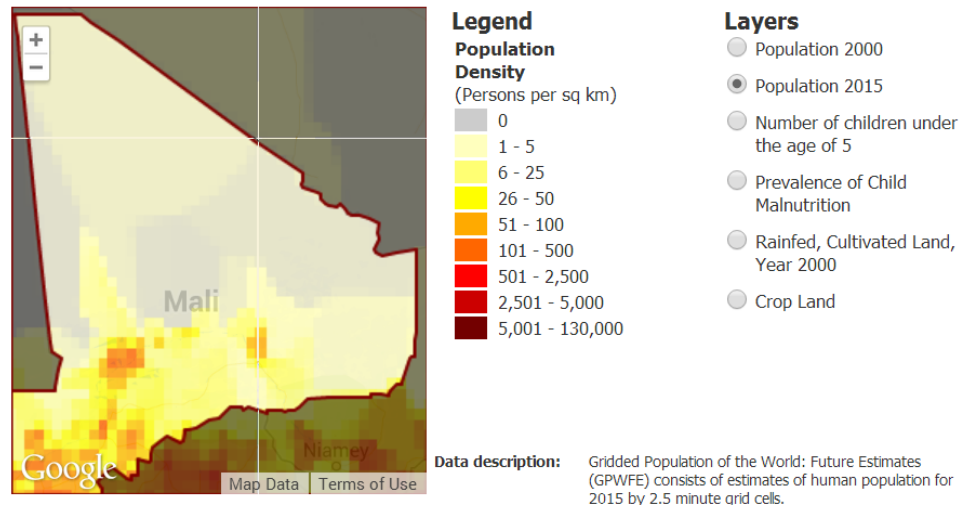 +
−
Mali
Niamey
Google
Map Data
Terms of Use
Legend
Population
Density
(Persons per sq km)
0
1 - 5
6 - 25
26 - 50
51 - 100
101 - 500
501 - 2,500
2,501 - 5,000
5,001 - 130,000
Layers
Population 2000
Population 2015
Number of children under
the age of 5
Prevalence of Child
Malnutrition
Rainfed, Cultivated Land,
Year 2000
Crop Land
Data description:
Gridded Population of the World: Future Estimates
(GPWFE) consists of estimates of human population for
2015 by 2.5 minute grid cells.